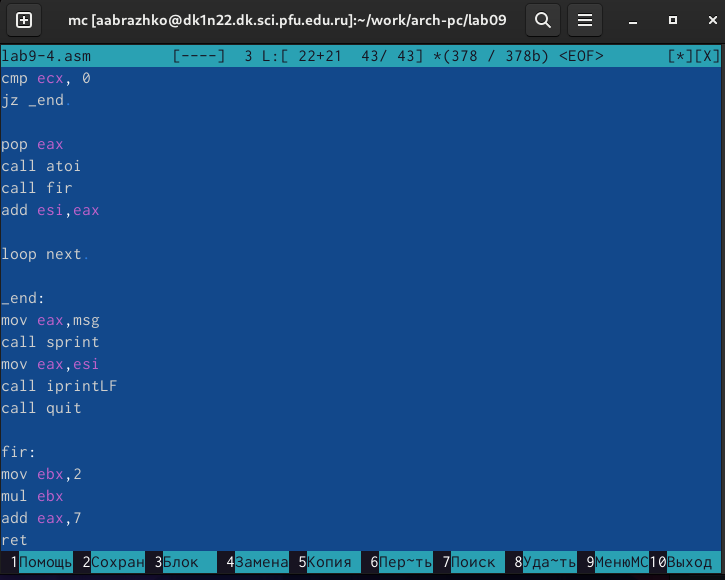 mc [aabrazhko@dk1n22.dk.sci.pfu.edu.ru]:~/work/arch-pc/lab09
lab9-4.asm [----] 3 L:[ 22+21 43/ 43] *(378 / 378b) <EOF> [*][X]
cmp ecx, 0
jz _end.
pop eax
call atoi
call fir
add esi,eax
loop next.
_end:
mov eax,msg
call sprint
mov eax,esi
call iprintLF
call quit
fir:
mov ebx,2
mul ebx
add eax,7
ret
1Помощь 2Сохран 3Блок 4Замена 5Копия 6Пер~ть 7Поиск 8Уда~ть 9МенюMC 10Выход